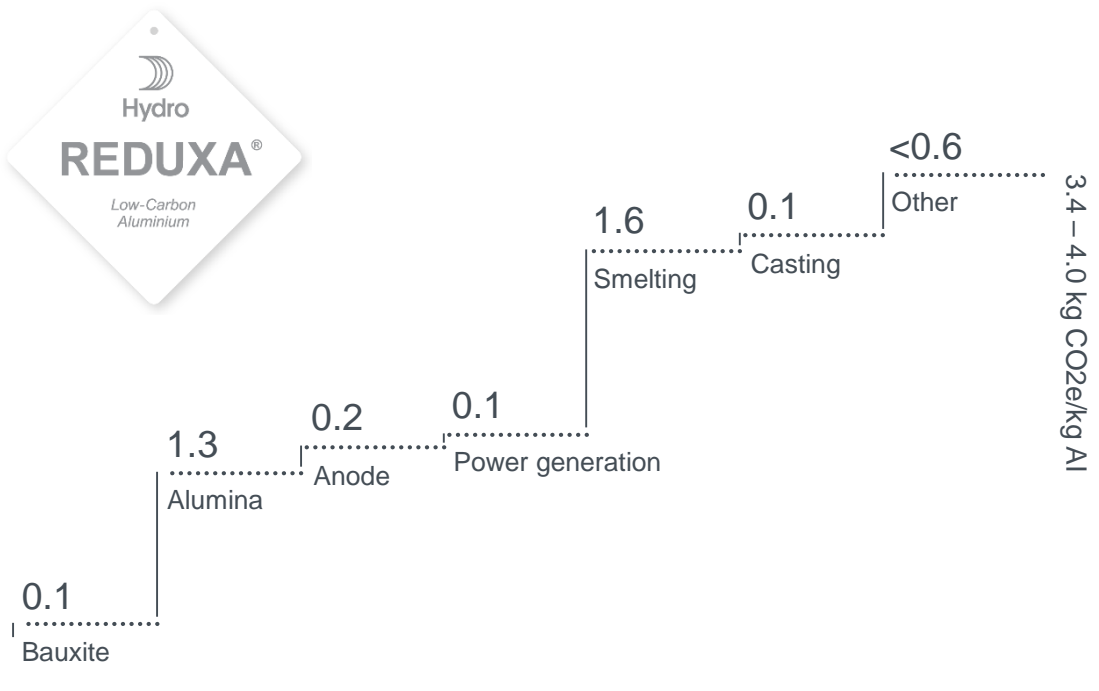 Hydro
REDUXA®
Low-Carbon
Aluminium
0.1
Bauxite
1.3
Alumina
0.2
Anode
0.1
Power generation
1.6
Smelting
0.1
Casting
<0.6
Other
3.4 – 4.0 kg CO2e/kg Al